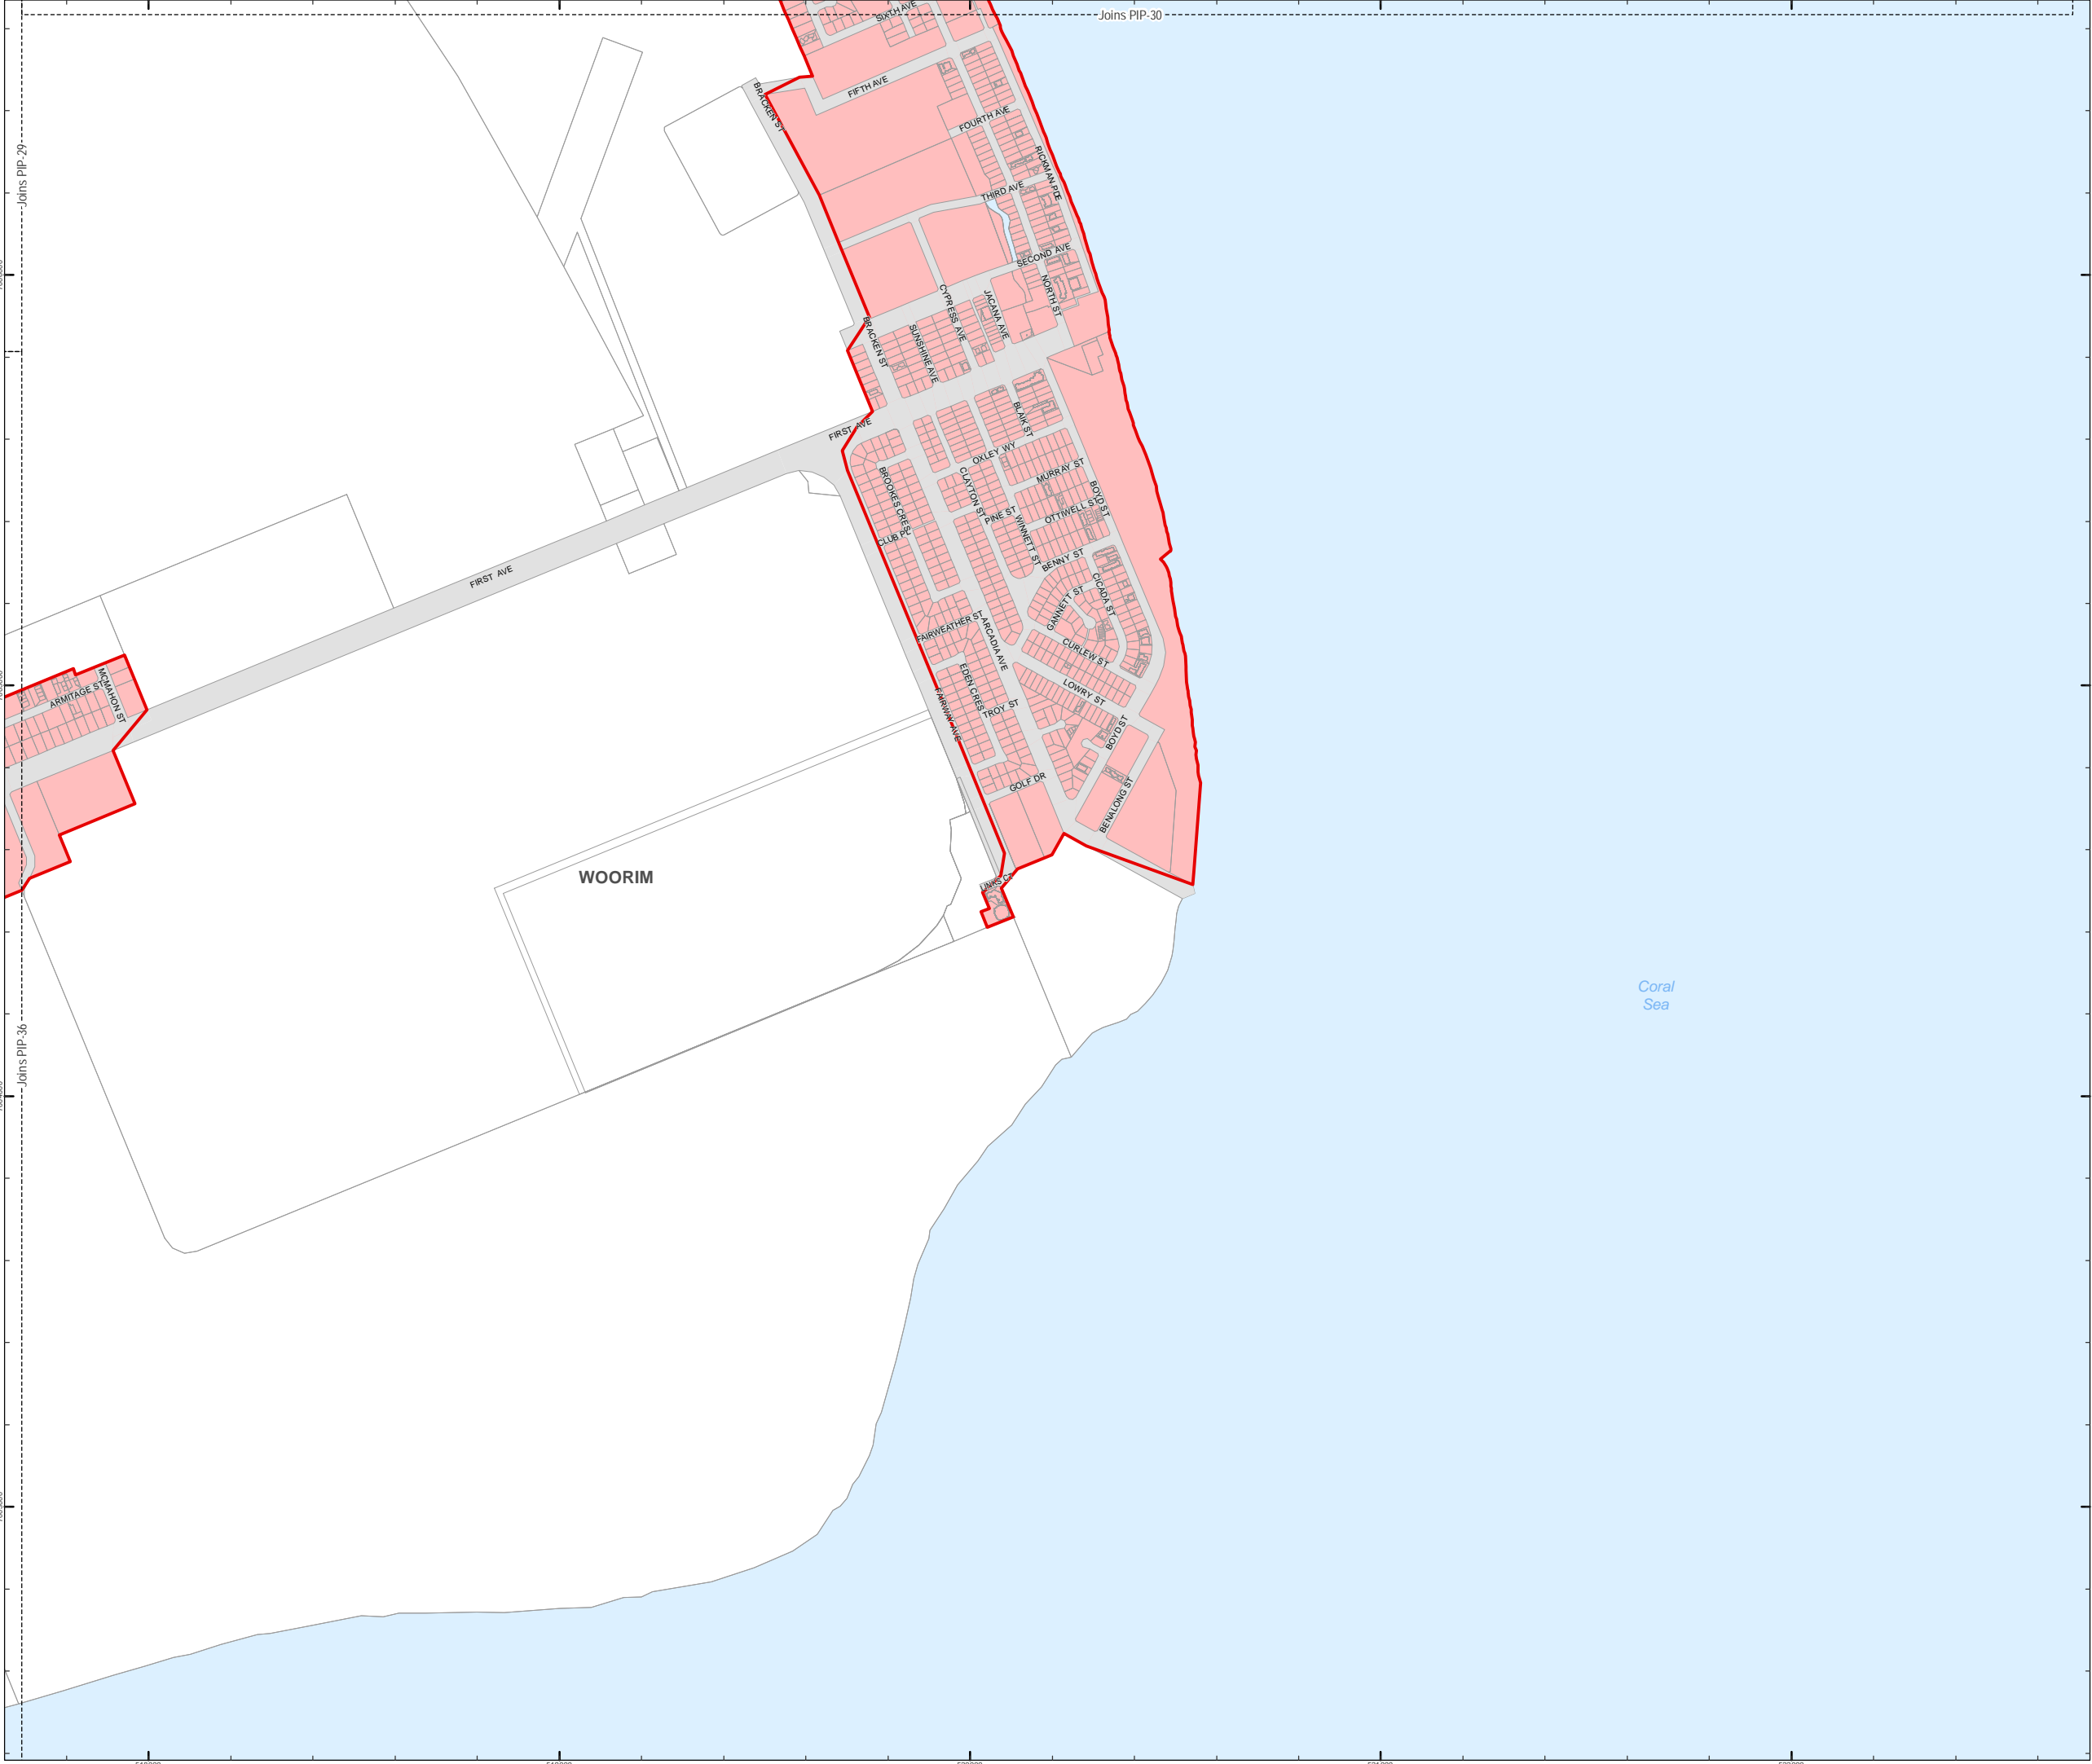 SIXTH AVE
Joins PIP-30
BRACKEN ST
FIFTH AVE
FOURTH AVE
Joins PIP-29
RICKMAN PDE
THIRD AVE
SECOND AVE
NORTH ST
CYPRESS AVE
JACANA AVE
BRACKEN ST
SUNSHINE AVE
FIRST AVE
BLAIK ST
OXLEY WY
MURRAY ST
BROOKES CRES
CLAYTON ST
BOYD ST
PINE ST
OTTIWELL ST
WINNETT ST
CLUB PL
BENNY ST
FIRST AVE
CICADA ST
GANNETT ST
FAIRWEATHER ST
ARCADIA AVE
CURLEW ST
ARMITAGE ST
MCMAHON ST
EDEN CRES
LOWRY ST
FAIRWAY AVE
TROY ST
BOYD ST
GOLF DR
BENALONG ST
WOORIM
LINKS CT
Coral
Sea
Joins PIP-36